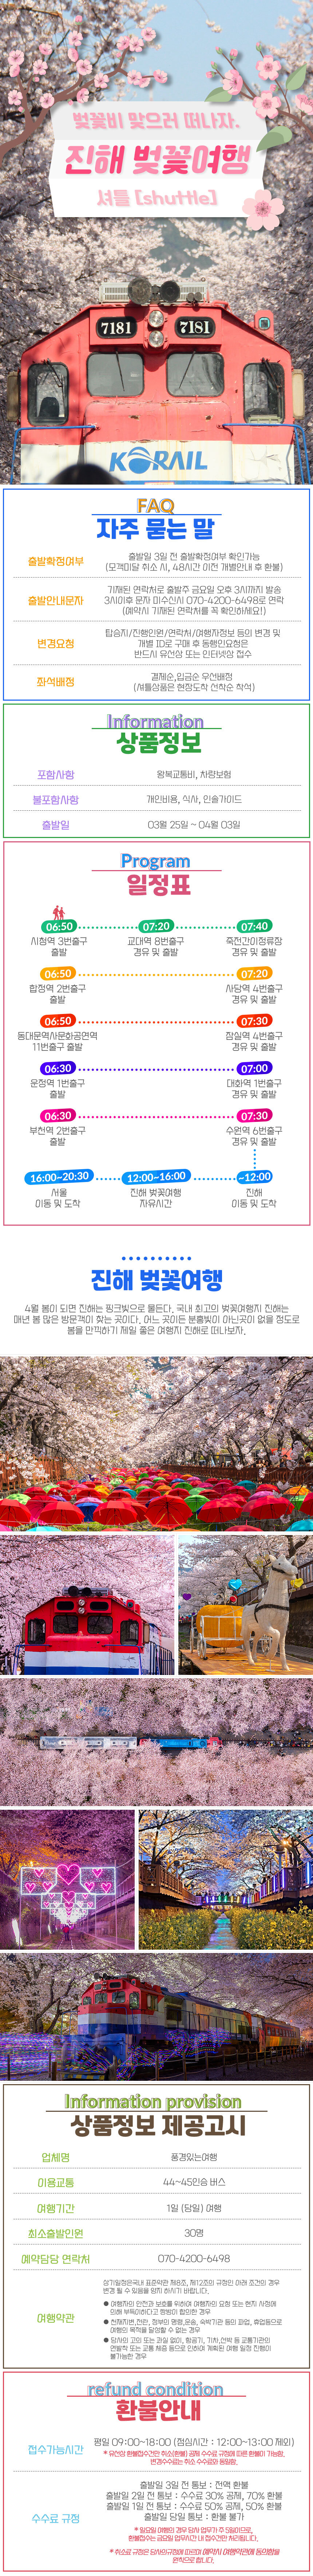 벚꽃비 맞으러 떠나자.
진해 벚꽃여행
셔틀 [shuttle]
7181
7181
KORAIL
FAQ
자주 묻는 말
출발확정여부
출발일 3일 전 출발확정여부 확인가능
(모객미달 취소 시, 48시간 이전 개별안내 후 환불)
출발안내문자
기재된 연락처로 출발주 금요일 오후 3시까지 발송
3시이후 문자 미수신시 070-4200-6498로 연락
(예약시 기재된 연락처를 꼭 확인하세요!)
변경요청
탑승지/진행인원/연락처/여행자정보 등의 변경 및
개별 ID로 구매 후 동행인요청은
반드시 유선상 또는 인터넷상 접수
좌석배정
결제순,입금순 우선배정
(셔틀상품은 현장도착 선착순 착석)
Information
상품정보
포함사항
왕복교통비, 차량보험
불포함사항
개인비용, 식사, 인솔가이드
출발일
03월 25일 ~ 04월 03일
Program
일정표
06:50
07:20
07:40
시청역 3번출구
출발
교대역 8번출구
경유 및 출발
죽전간이정류장
경유 및 출발
06:50
07:20
합정역 2번출구
출발
사당역 4번출구
경유 및 출발
06:50
07:30
동대문역사문화공연역
11번출구 출발
잠실역 4번출구
경유 및 출발
06:30
07:00
운정역 1번출구
출발
대화역 1번출구
경유 및 출발
06:30
07:30
부천역 2번출구
출발
수원역 6번출구
경유 및 출발
16:00~20:30
12:00~16:00
~12:00
서울
이동 및 도착
진해 벚꽃여행
자유시간
진해
이동 및 도착
진해 벚꽃여행
4월 봄이 되면 진해는 핑크빛으로 물든다. 국내 최고의 벚꽃여행지 진해는
매년 봄 많은 방문객이 찾는 곳이다. 어느 곳이든 분홍빛이 아닌곳이 없을 정도로
봄을 만끽하기 제일 좋은 여행지 진해로 떠나보자.
Information provision
상품정보 제공고시
업체명
풍경있는여행
이용교통
44~45인승 버스
여행기간
1일 (당일) 여행
최소출발인원
30명
예약담당 연락처
070-4200-6498
여행약관
상기일정은국내 표준약관 제8조, 제12조의 규정인 아래 조건의 경우
변경 될 수 있음을 양지 하시기 바랍니다.
● 여행자의 안전과 보호를 위하여 여행자의 요청 또는 현지 사정에
의해 부득이하다고 쌍방이 합의한 경우
● 천재지변,전란, 정부의 명령,운송, 숙박기관 등의 파업, 휴업등으로
여행의 목적을 달성할 수 없는 경우
● 당사의 고의 또는 과실 없이, 항공기, 기차,선박 등 교통기관의
연발착 또는 교통 체증 등으로 인하여 계획된 여행 일정 진행이
불가능한 경우
refund condition
환불안내
접수가능시간
평일 09:00~18:00 (점심시간 : 12:00~13:00 제외)
* 유선상 환불접수건만 취소(환불) 공제 수수료 규정에 따른 환불이 가능함.
변경수수료는 취소 수수료와 동일함.
수수료 규정
출발일 3일 전 통보 : 전액 환불
출발일 2일 전 통보 : 수수료 30% 공제, 70% 환불
출발일 1일 전 통보 : 수수료 50% 공제, 50% 환불
출발일 당일 통보 : 환불 불가
* 일요일 여행의 경우 당사 업무가 주 5일이므로,
환불접수는 금요일 업무시간 내 접수건만 처리됩니다.
* 취소료 규정은 당사의규정에 따르며 예약시 여행약관에 동의함을
원칙으로 합니다.